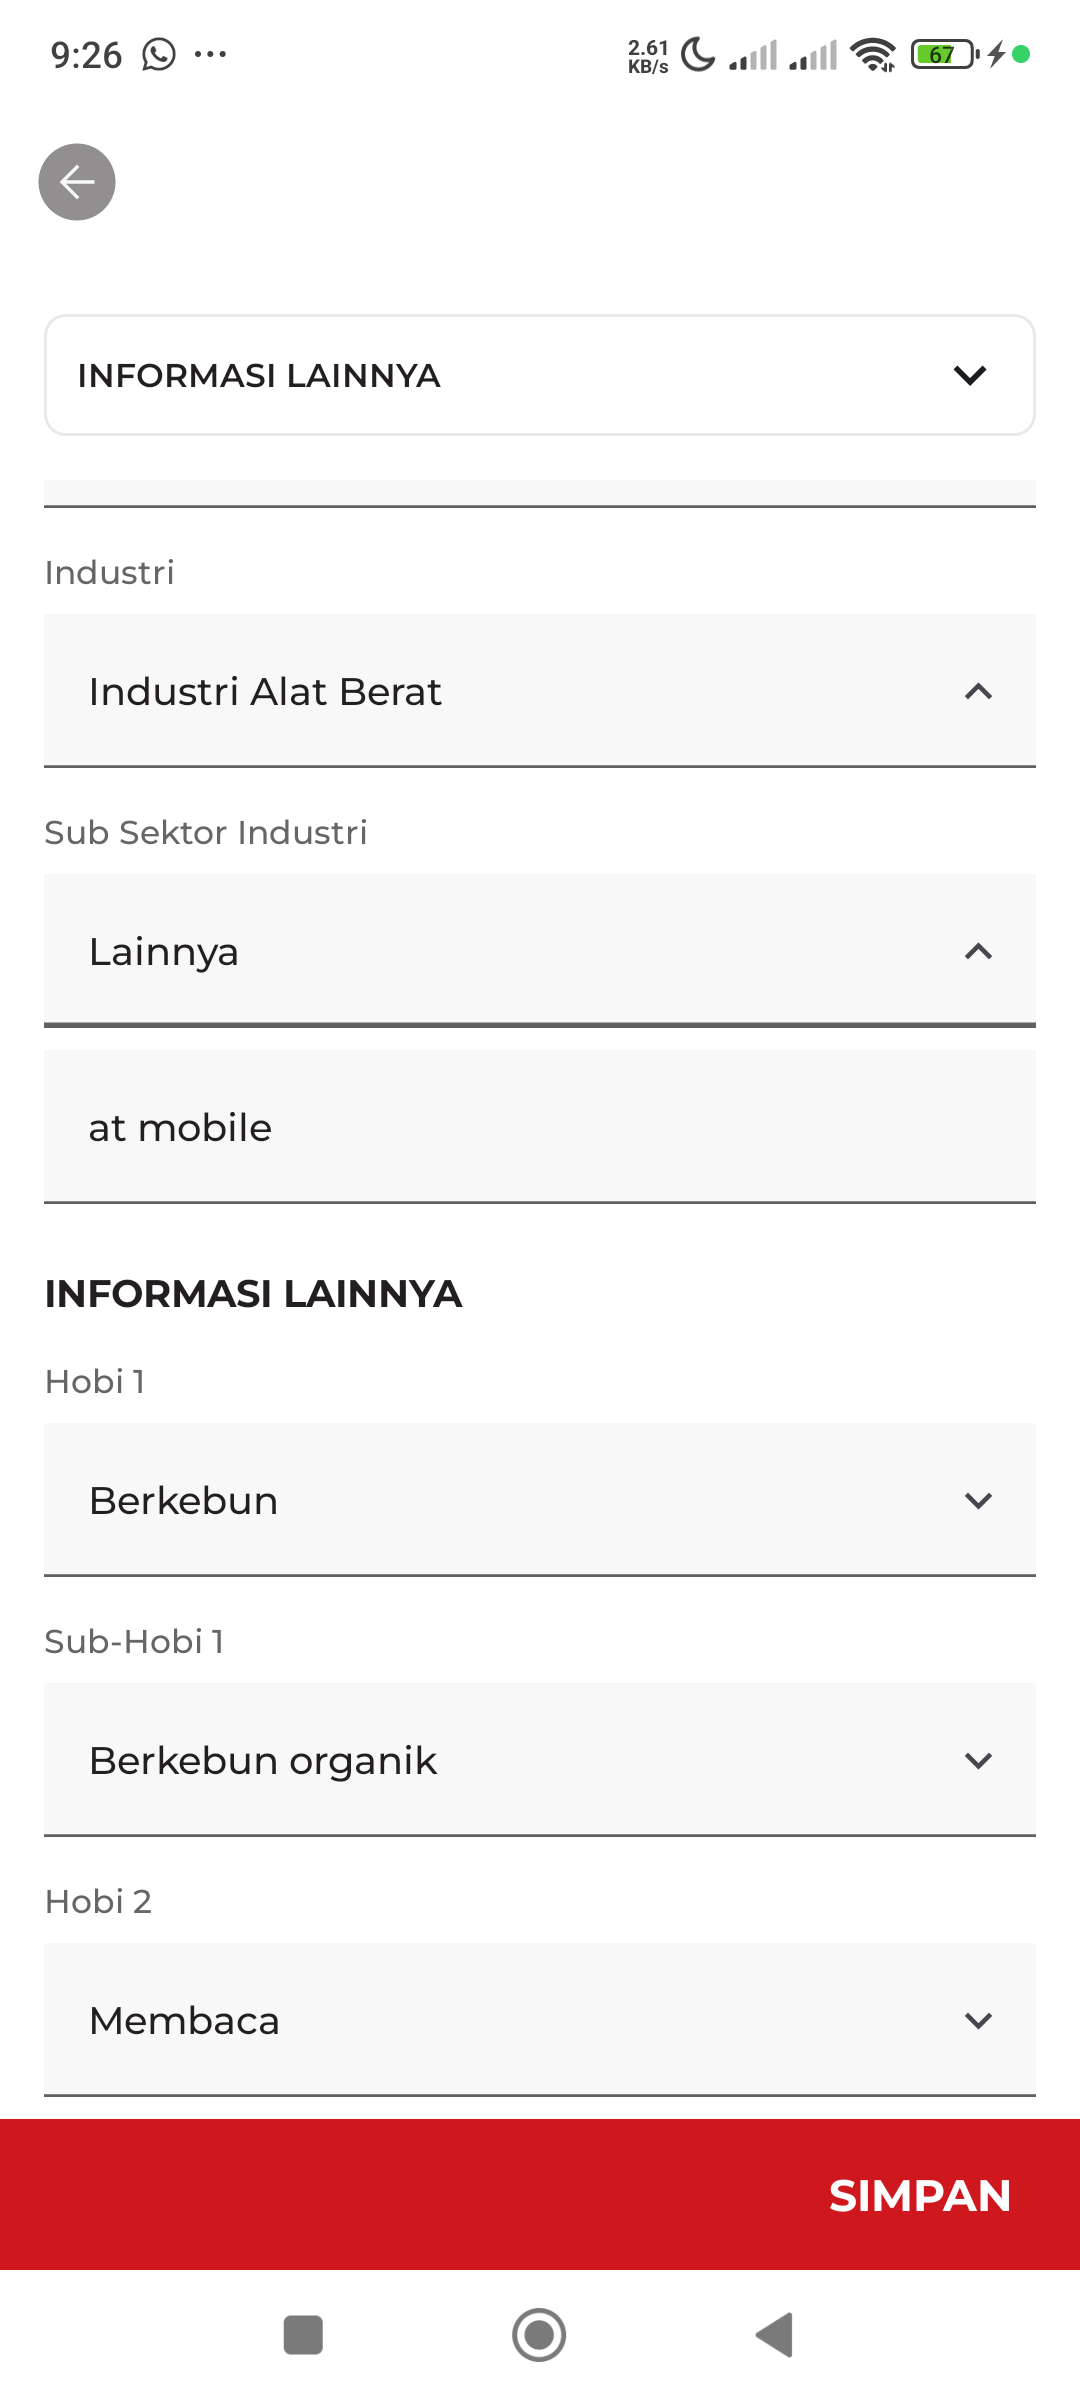 9:26
2.61
KB/s
67
INFORMASI LAINNYA
Industri
Industri Alat Berat
Sub Sektor Industri
Lainnya
at mobile
INFORMASI LAINNYA
Hobi 1
Berkebun
Sub-Hobi 1
Berkebun organik
Hobi 2
Membaca
SIMPAN